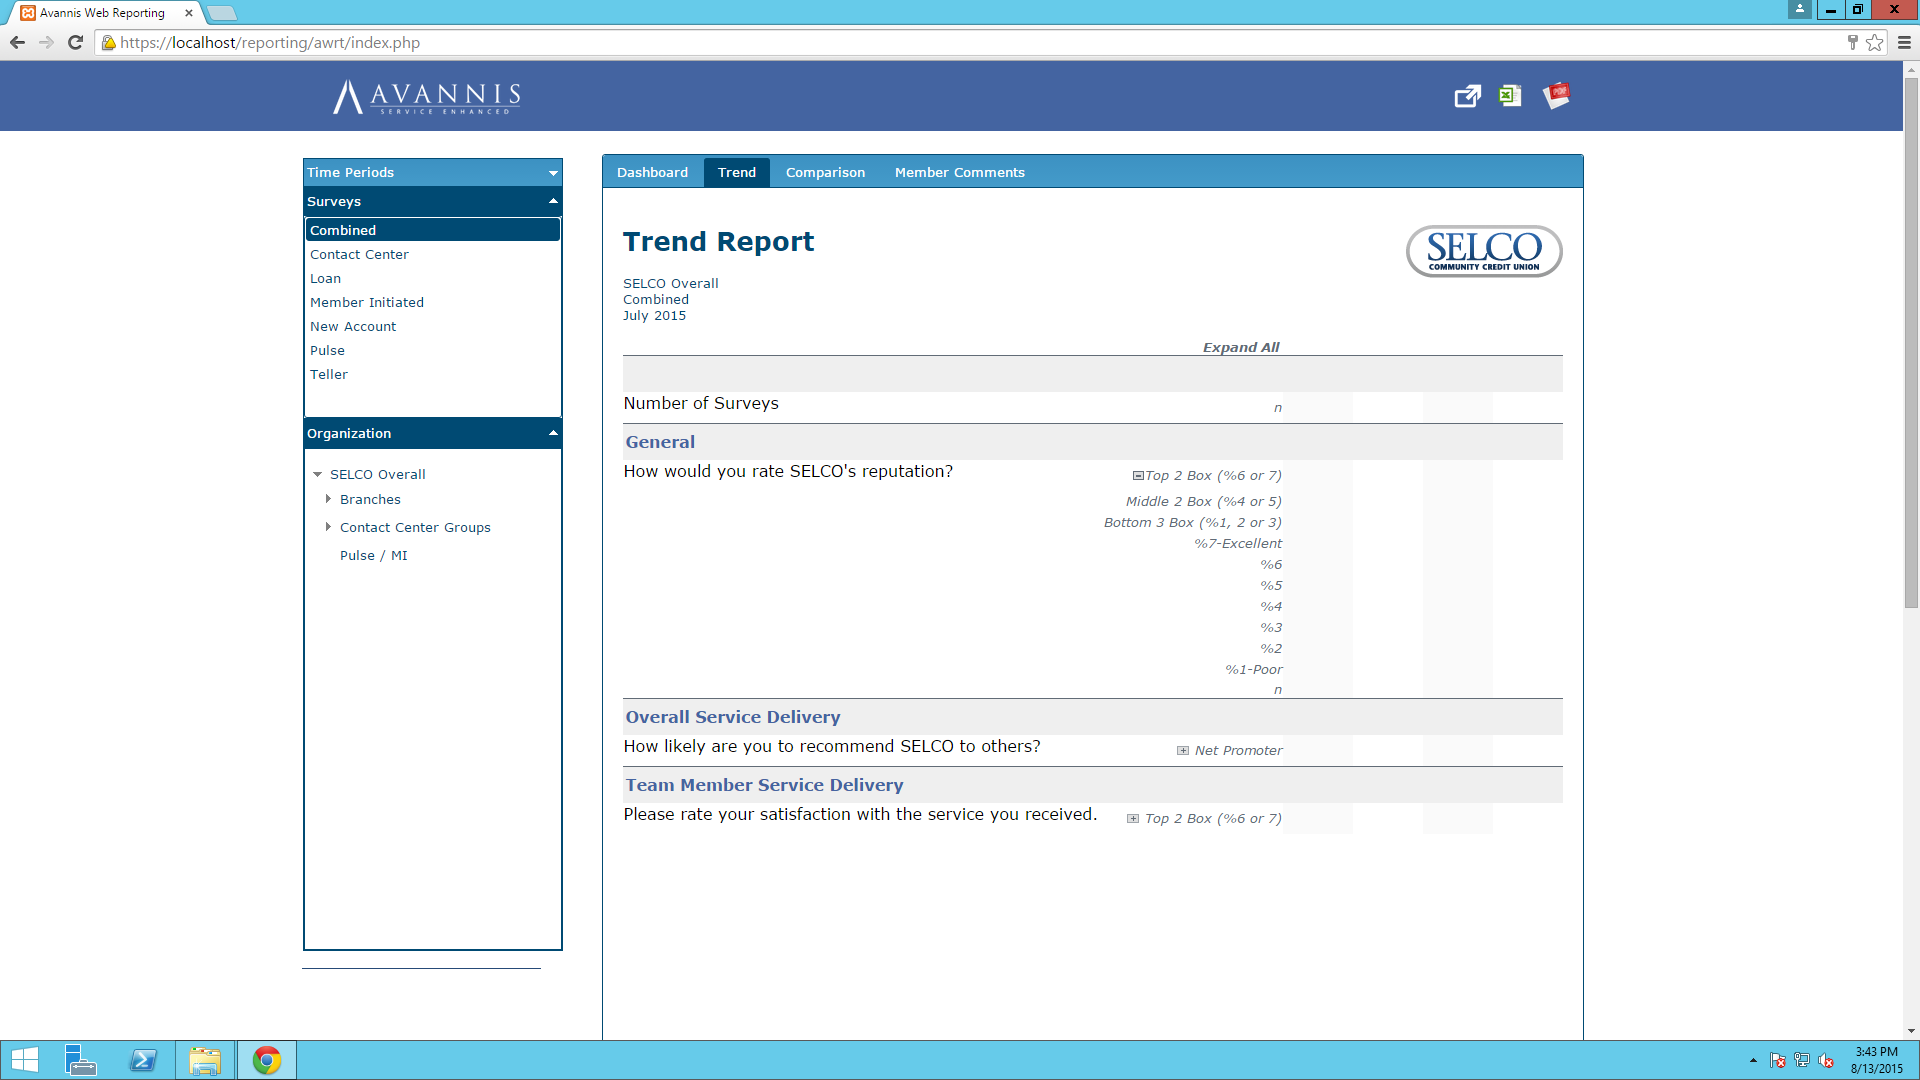 Avannis Web Reporting
https://localhost/reporting/awrt/index.php
AVANNIS
SERVICE ENHANCED
PDF
Time Periods
Surveys
Combined
Contact Center
Loan
Member Initiated
New Account
Pulse
Teller
Organization
SELCO Overall
Branches
Contact Center Groups
Pulse / MI
Dashboard Trend Comparison Member Comments
Trend Report
SELCO
COMMUNITY CREDIT UNION
SELCO Overall
Combined
July 2015
Expand All
Number of Surveys n
General
How would you rate SELCO's reputation? Top 2 Box (%6 or 7)
Middle 2 Box (%4 or 5)
Bottom 3 Box (%1, 2 or 3)
%7-Excellent
%6
%5
%4
%3
%2
%1-Poor
n
Overall Service Delivery
How likely are you to recommend SELCO to others? Net Promoter
Team Member Service Delivery
Please rate your satisfaction with the service you received. Top 2 Box (%6 or 7)
3:43 PM
8/13/2015